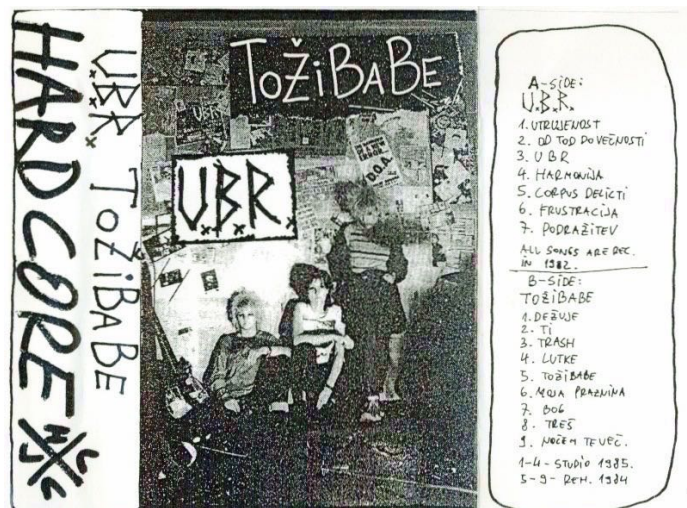 HARDCORE
U.B.R. TOŽIBABE
TOŽiBABE
U.B.R.
D.O.A.
A-SiDE:
U.B.R.
1. UTRUJENOST
2. OD TOD DO VEČNOSTI
3. U B R
4. HARMONIJA
5. CORPUS DELICTI
6. FRUSTRACIJA
7. PODRAŽITEV
ALL SONGS ARE REC.
IN 1982.
B-SIDE:
TOŽIBABE
1. DEŽUJE
2. TI
3. TRASH
4. LUTKE
5. TOŽIBABE
6. MOJA PRAZNINA
7. BOG
8. TREŠ
9. NOČEM TE VEČ.
1-4- STUDIO 1985.
5-9- REH. 1984